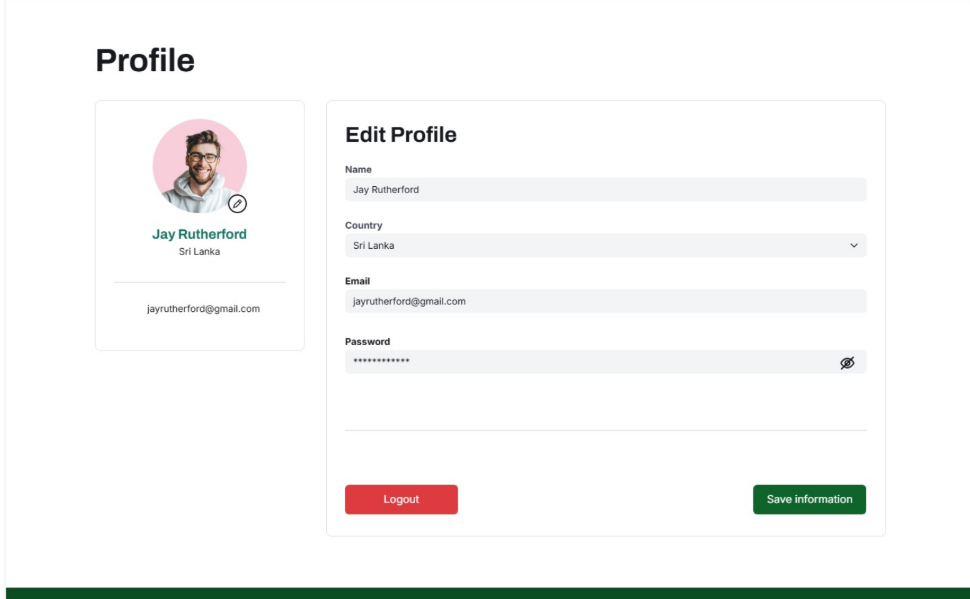 Profile
Jay Rutherford
Sri Lanka
jayrutherford@gmail.com
Edit Profile
Name
Jay Rutherford
Country
Sri Lanka
Email
jayrutherford@gmail.com
Password
************
Logout
Save information